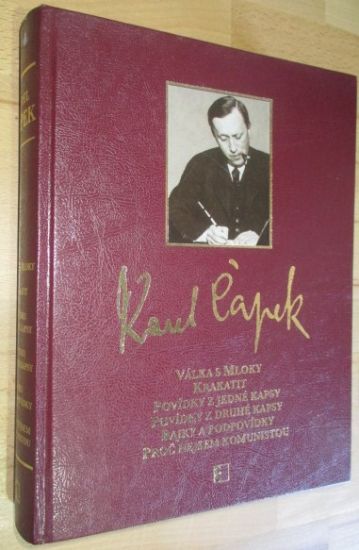 Karel Čapek
VÁLKA S MLOKY
KRAKATIT
POVÍDKY Z JEDNÉ KAPSY
POVÍDKY Z DRUHÉ KAPSY
BAJKY A PODPOVÍDKY
PROČ NEJSEM KOMUNISTOU